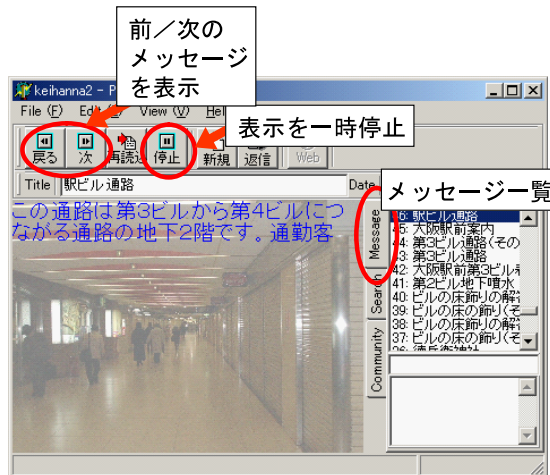 前／次の
メッセージ
を表示
keihanna2 - P
File (F) Edit View (V) Hel
表示を一時停止
戻る 次 再読込 停止 新規 返信 Web
Title 駅ビル通路 Date
メッセージ一覧
この通路は第3ビルから第4ビルにつ
ながる通路の地下2階です。通勤客
Message
Search
Community
46: 駅ビル通路
45: 大阪駅前案内
44: 第3ビル通路(その
43: 第3ビル通路
42: 大阪駅前第3ビル
41: 第2ビル地下噴水
40: ビルの床飾りの解答
39: ビルの床の飾り(そ
38: ビルの床飾りの解答
37: ビルの床の飾り(そ